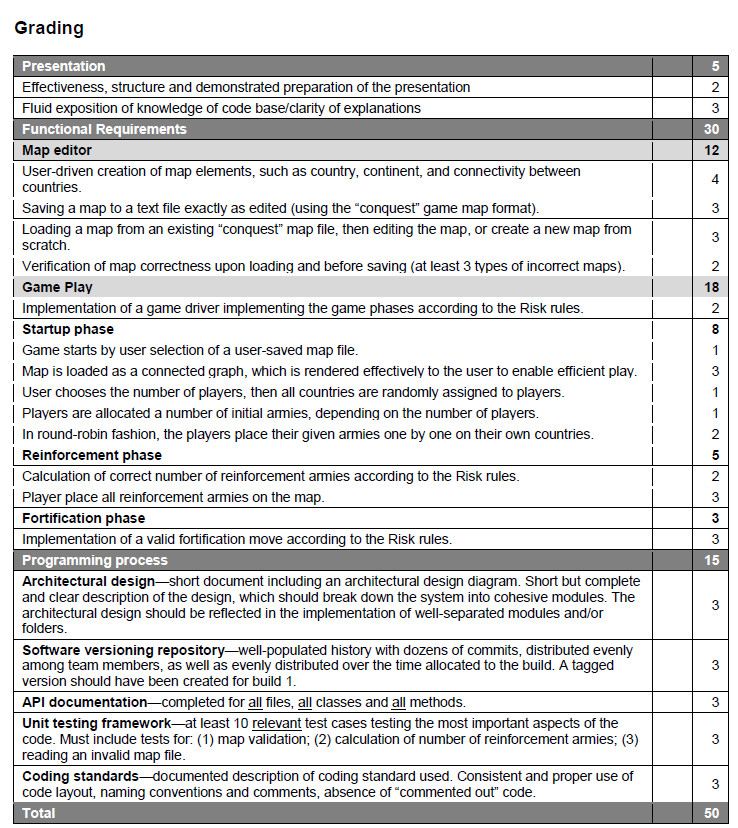 Grading
Presentation 5
Effectiveness, structure and demonstrated preparation of the presentation 2
Fluid exposition of knowledge of code base/clarity of explanations 3
Functional Requirements 30
Map editor 12
User-driven creation of map elements, such as country, continent, and connectivity between
countries. 4
Saving a map to a text file exactly as edited (using the “conquest” game map format). 3
Loading a map from an existing “conquest” map file, then editing the map, or create a new map from
scratch. 3
Verification of map correctness upon loading and before saving (at least 3 types of incorrect maps). 2
Game Play 18
Implementation of a game driver implementing the game phases according to the Risk rules. 2
Startup phase 8
Game starts by user selection of a user-saved map file. 1
Map is loaded as a connected graph, which is rendered effectively to the user to enable efficient play. 3
User chooses the number of players, then all countries are randomly assigned to players. 1
Players are allocated a number of initial armies, depending on the number of players. 1
In round-robin fashion, the players place their given armies one by one on their own countries. 2
Reinforcement phase 5
Calculation of correct number of reinforcement armies according to the Risk rules. 2
Player place all reinforcement armies on the map. 3
Fortification phase 3
Implementation of a valid fortification move according to the Risk rules. 3
Programming process 15
Architectural design—short document including an architectural design diagram. Short but complete
and clear description of the design, which should break down the system into cohesive modules. The
architectural design should be reflected in the implementation of well-separated modules and/or
folders. 3
Software versioning repository—well-populated history with dozens of commits, distributed evenly
among team members, as well as evenly distributed over the time allocated to the build. A tagged
version should have been created for build 1. 3
API documentation—completed for all files, all classes and all methods. 3
Unit testing framework—at least 10 relevant test cases testing the most important aspects of the
code. Must include tests for: (1) map validation; (2) calculation of number of reinforcement armies; (3)
reading an invalid map file. 3
Coding standards—documented description of coding standard used. Consistent and proper use of
code layout, naming conventions and comments, absence of “commented out” code. 3
Total 50